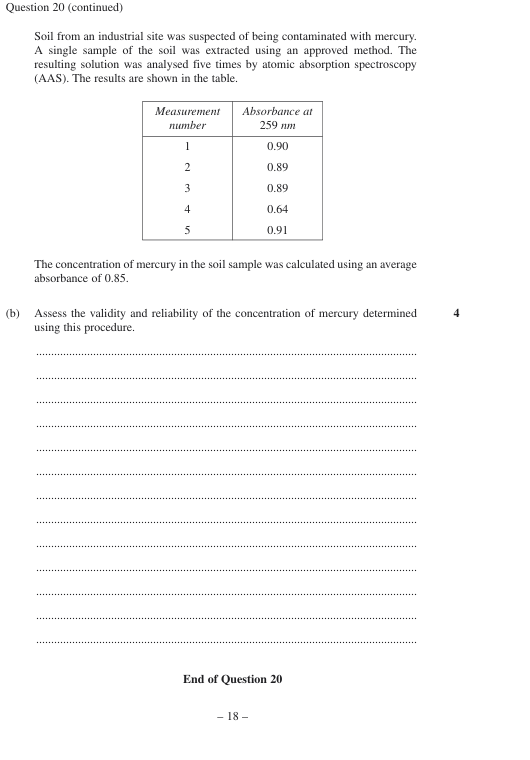 Question 20 (continued)
Soil from an industrial site was suspected of being contaminated with mercury.
A single sample of the soil was extracted using an approved method. The
resulting solution was analysed five times by atomic absorption spectroscopy
(AAS). The results are shown in the table.
Measurement number Absorbance at 259 nm
1 0.90
2 0.89
3 0.89
4 0.64
5 0.91
The concentration of mercury in the soil sample was calculated using an average
absorbance of 0.85.
(b) Assess the validity and reliability of the concentration of mercury determined 4
using this procedure.
End of Question 20
– 18 –